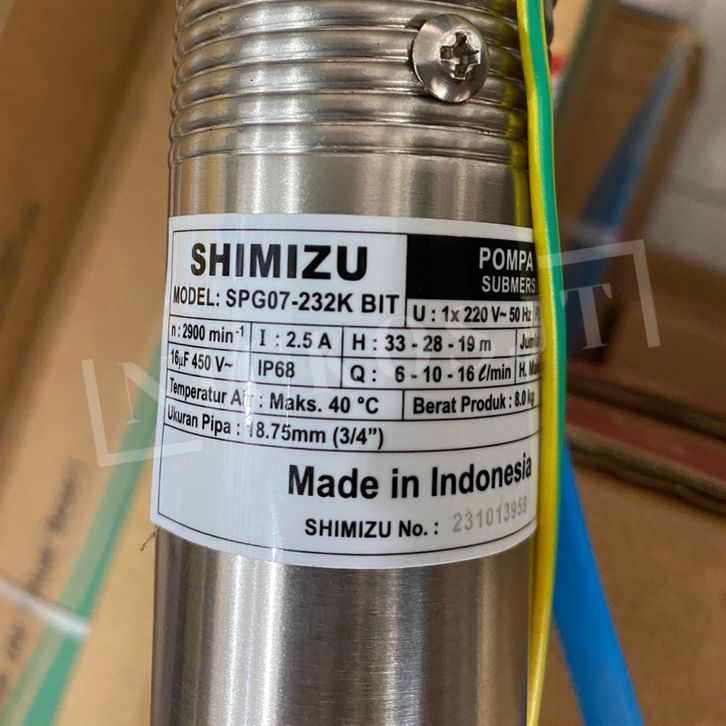 SHIMIZU
POMPA
SUBMERS
MODEL: SPG07-232K BIT
U : 1x 220 V~ 50 Hz
n : 2900 min⁻¹
I : 2.5 A
H : 33 - 28 - 19 m
16µF 450 V~
IP68
Q : 6 - 10 - 16 ℓ/min
H. Mak
Temperatur Air : Maks. 40 °C
Berat Produk : 8.0 kg
Ukuran Pipa : 18.75mm (3/4")
Made in Indonesia
SHIMIZU No. : 231013959